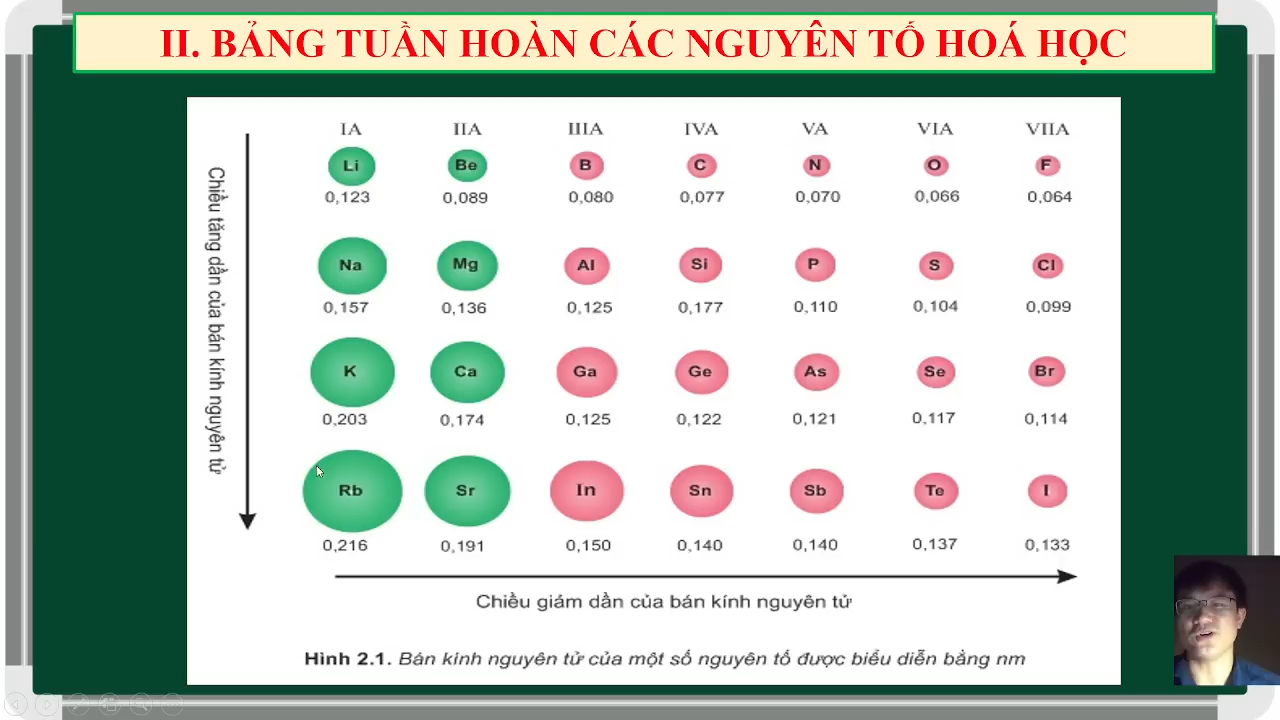 II. BẢNG TUẦN HOÀN CÁC NGUYÊN TỐ HOÁ HỌC
IA IIA IIIA IVA VA VIA VIIA
Li Be B C N O F
0,123 0,089 0,080 0,077 0,070 0,066 0,064
Na Mg Al Si P S Cl
0,157 0,136 0,125 0,177 0,110 0,104 0,099
K Ca Ga Ge As Se Br
0,203 0,174 0,125 0,122 0,121 0,117 0,114
Rb Sr In Sn Sb Te I
0,216 0,191 0,150 0,140 0,140 0,137 0,133
Chiều tăng dần của bán kính nguyên tử
Chiều giảm dần của bán kính nguyên tử
Hình 2.1. Bán kính nguyên tử của một số nguyên tố được biểu diễn bằng nm